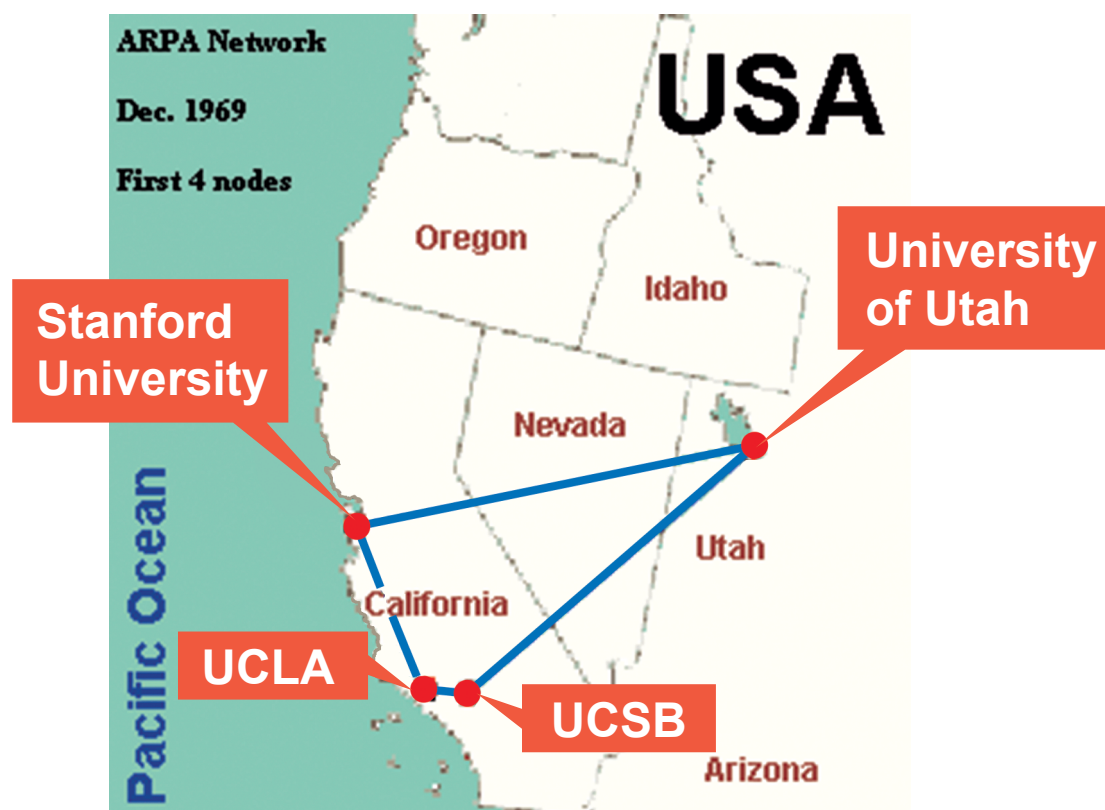 ARPA Network
Dec. 1969
First 4 nodes
USA
Oregon
Idaho
University
of Utah
Stanford
University
Nevada
Utah
California
UCLA
UCSB
Arizona
Pacific Ocean